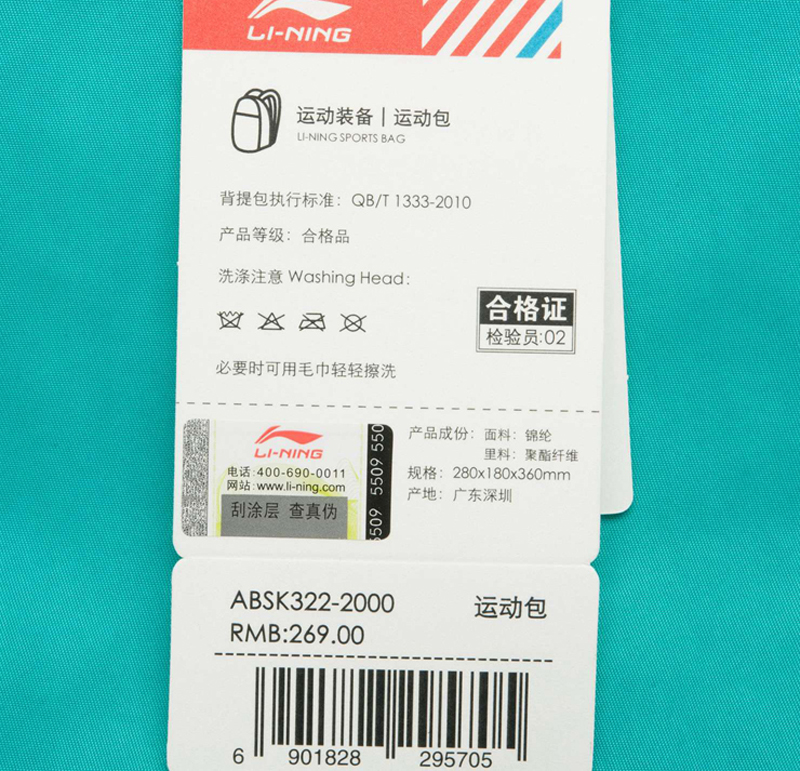 LI-NING
运动装备|运动包
LI-NING SPORTS BAG
背提包执行标准：QB/T 1333-2010
产品等级：合格品
洗涤注意 Washing Head:
合格证
检验员:02
必要时可用毛巾轻轻擦洗
LI-NING
电话:400-690-0011
网站:www.li-ning.com
刮涂层 查真伪
5509 5509 550
产品成份：面料：锦纶
里料：聚酯纤维
规格：280x180x360mm
产地：广东深圳
ABSK322-2000
运动包
RMB:269.00
6 901828 295705